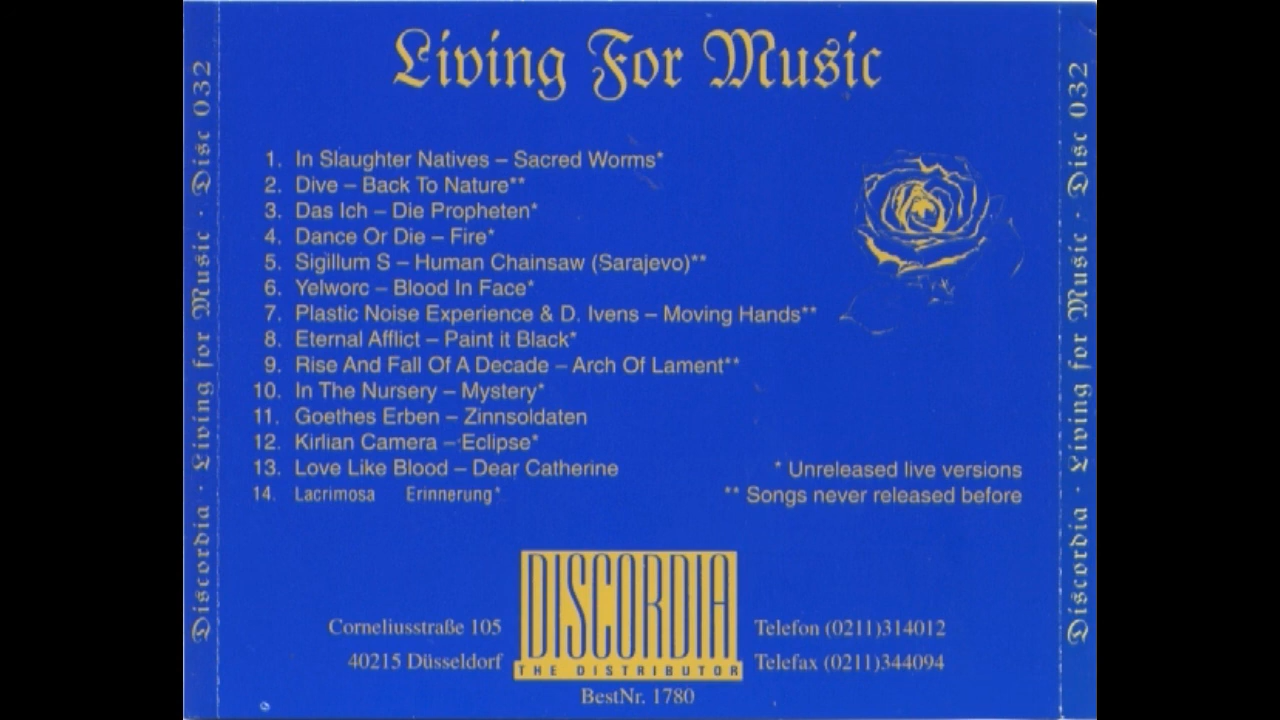 Living For Music
1. In Slaughter Natives – Sacred Worms*
2. Dive – Back To Nature**
3. Das Ich – Die Propheten*
4. Dance Or Die – Fire*
5. Sigillum S – Human Chainsaw (Sarajevo)**
6. Yelworc – Blood In Face*
7. Plastic Noise Experience & D. Ivens – Moving Hands**
8. Eternal Afflict – Paint it Black*
9. Rise And Fall Of A Decade – Arch Of Lament**
10. In The Nursery – Mystery*
11. Goethes Erben – Zinnsoldaten
12. Kirlian Camera – Eclipse*
13. Love Like Blood – Dear Catherine
14. Lacrimosa Erinnerung*
* Unreleased live versions
** Songs never released before
DISCORDIA
THE DISTRIBUTOR
Corneliusstraße 105
40215 Düsseldorf
Telefon (0211)314012
Telefax (0211)344094
BestNr. 1780
Discordia · Living for Music · Disc 032
Discordia · Living for Music · Disc 032